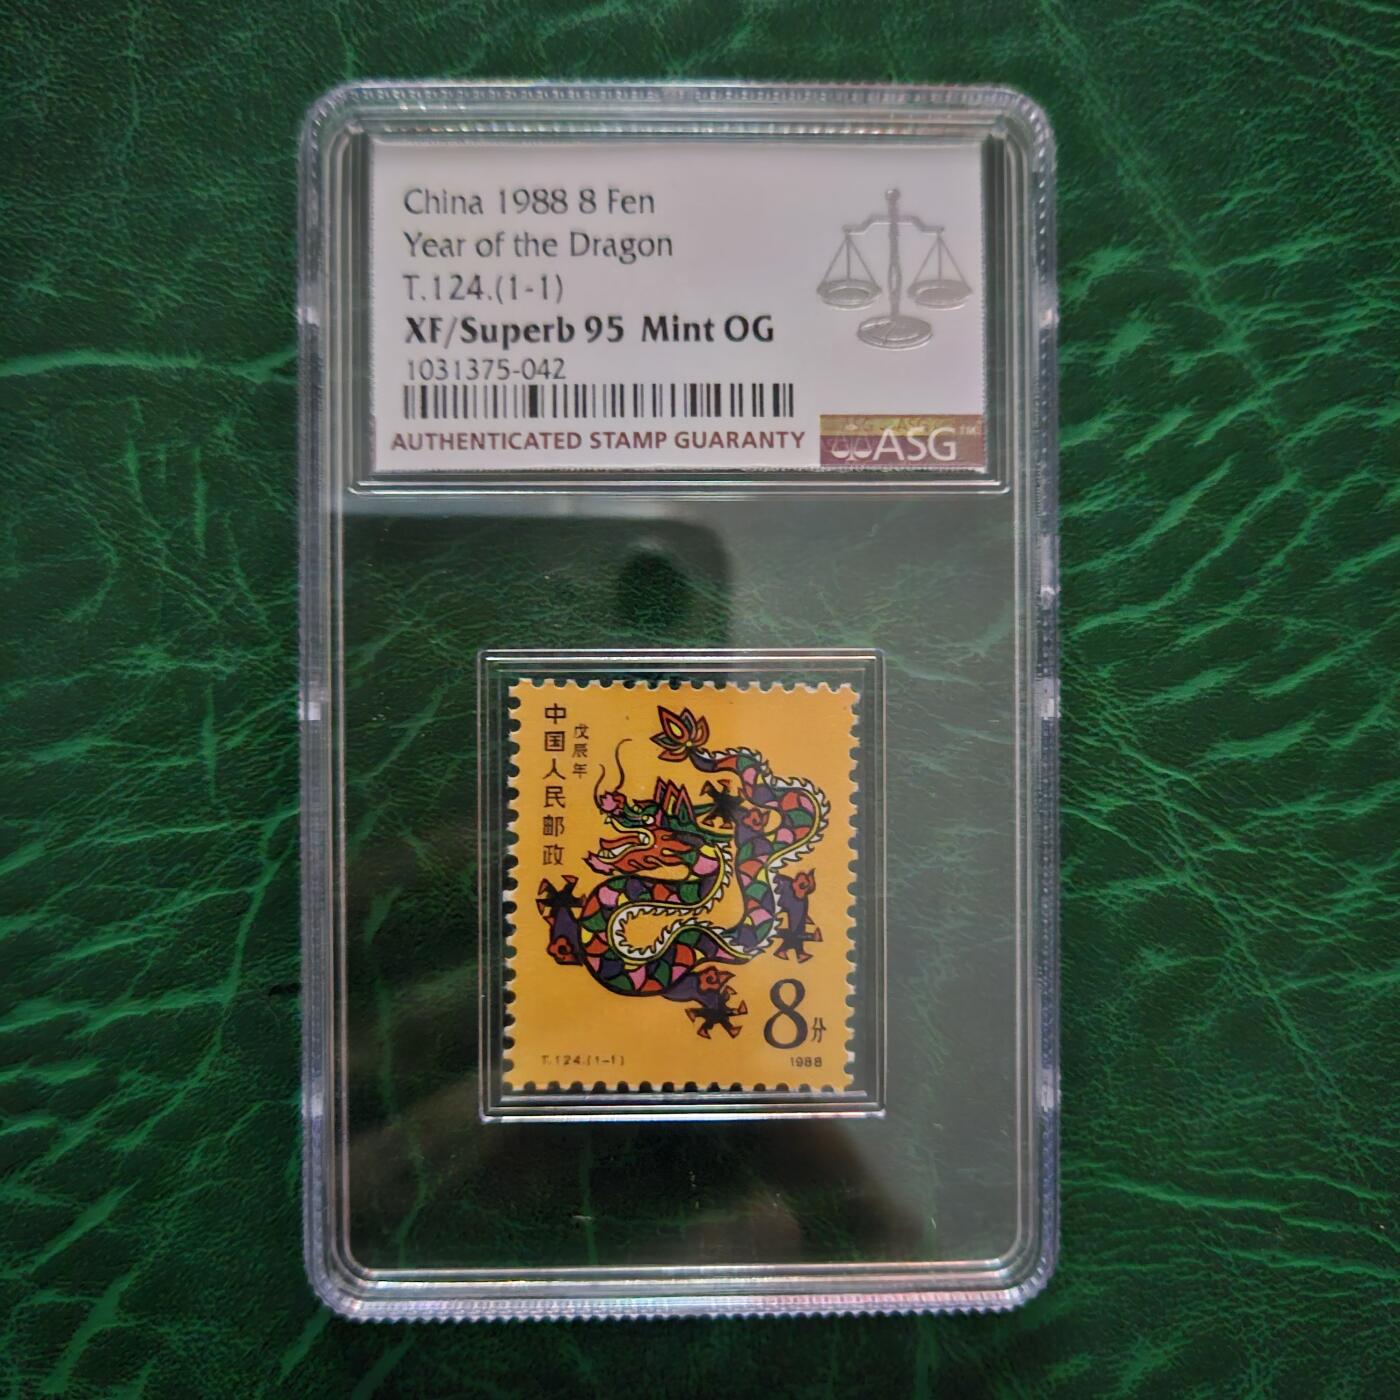 China 1988 8 Fen
Year of the Dragon
T.124.(1-1)
XF/Superb 95 Mint OG
1031375-042
AUTHENTICATED STAMP GUARANTY
ASG™
中国人民邮政
戊辰年
8分
T.124.(1-1)
1988